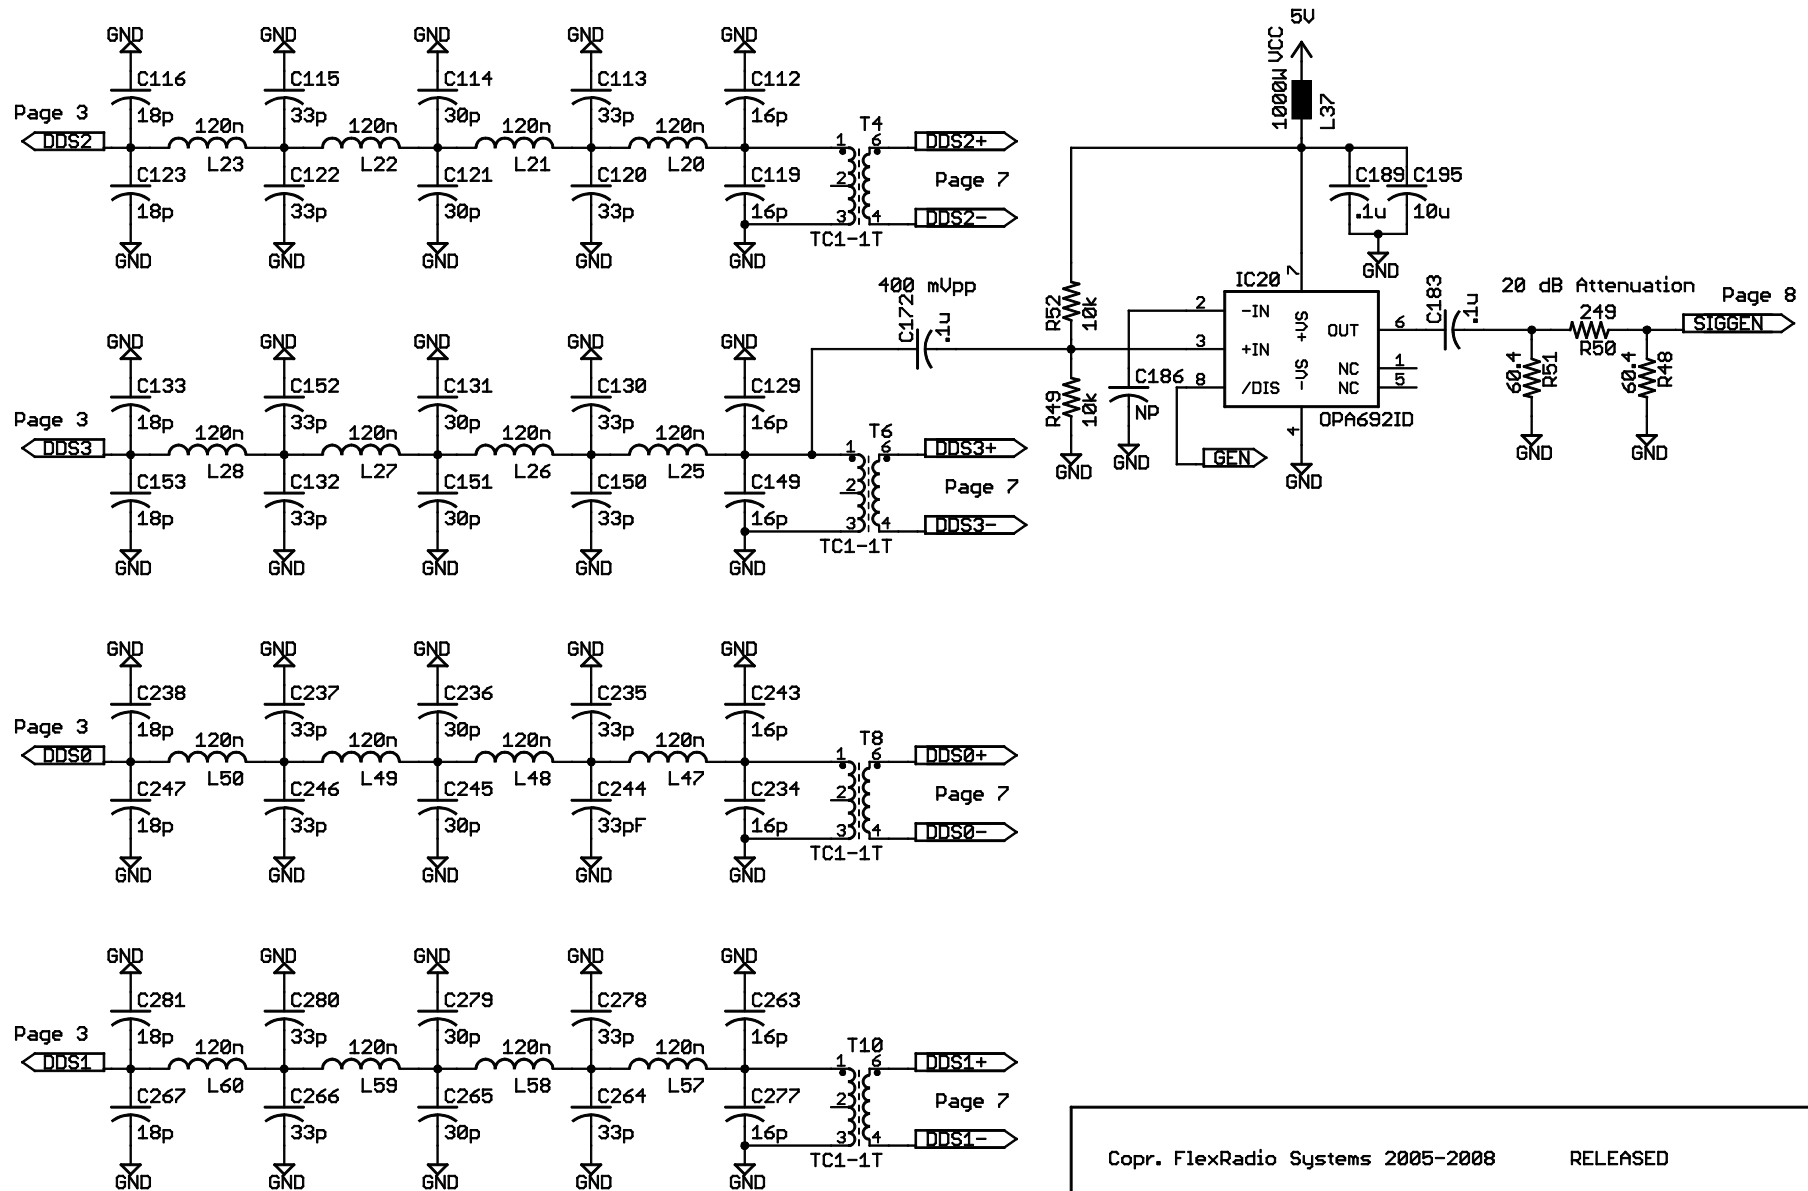 GND GND GND GND GND
C116 C115 C114 C113 C112
Page 3
18p 33p 30p 33p 16p
DDS2 120n 120n 120n 120n
L23 L22 L21 L20
C123 C122 C121 C120 C119
18p 33p 30p 33p 16p
GND GND GND GND GND
T4
1 6
2
3 4
TC1-1T
DDS2+
Page 7
DDS2-
GND GND GND GND GND
C133 C152 C131 C130 C129
Page 3
18p 33p 30p 33p 16p
DDS3 120n 120n 120n 120n
L28 L27 L26 L25
C153 C132 C151 C150 C149
18p 33p 30p 33p 16p
GND GND GND GND GND
T6
1 6
2
3 4
TC1-1T
DDS3+
Page 7
DDS3-
400 mVpp
C172
.1u
5V
VCC
1000W
L37
C189
.1u
C195
10u
GND
R52
10k
R49
10k
GND
C186
NP
GND
GEN
IC20
7
2 -IN
3 +IN
8 /DIS
+VS
-VS
OUT 6
NC 1
NC 5
4
OPA692ID
GND
C183
.1u
20 dB Attenuation
249
R50
60.4
R51
60.4
R48
GND GND
Page 8
SIGGEN
GND GND GND GND GND
C238 C237 C236 C235 C243
Page 3
18p 33p 30p 33p 16p
DDS0 120n 120n 120n 120n
L50 L49 L48 L47
C247 C246 C245 C244 C234
18p 33p 30p 33pF 16p
GND GND GND GND GND
T8
1 6
2
3 4
TC1-1T
DDS0+
Page 7
DDS0-
GND GND GND GND GND
C281 C280 C279 C278 C263
Page 3
18p 33p 30p 33p 16p
DDS1 120n 120n 120n 120n
L60 L59 L58 L57
C267 C266 C265 C264 C277
18p 33p 30p 33p 16p
GND GND GND GND GND
T10
1 6
2
3 4
TC1-1T
DDS1+
Page 7
DDS1-
Copr. FlexRadio Systems 2005-2008 RELEASED